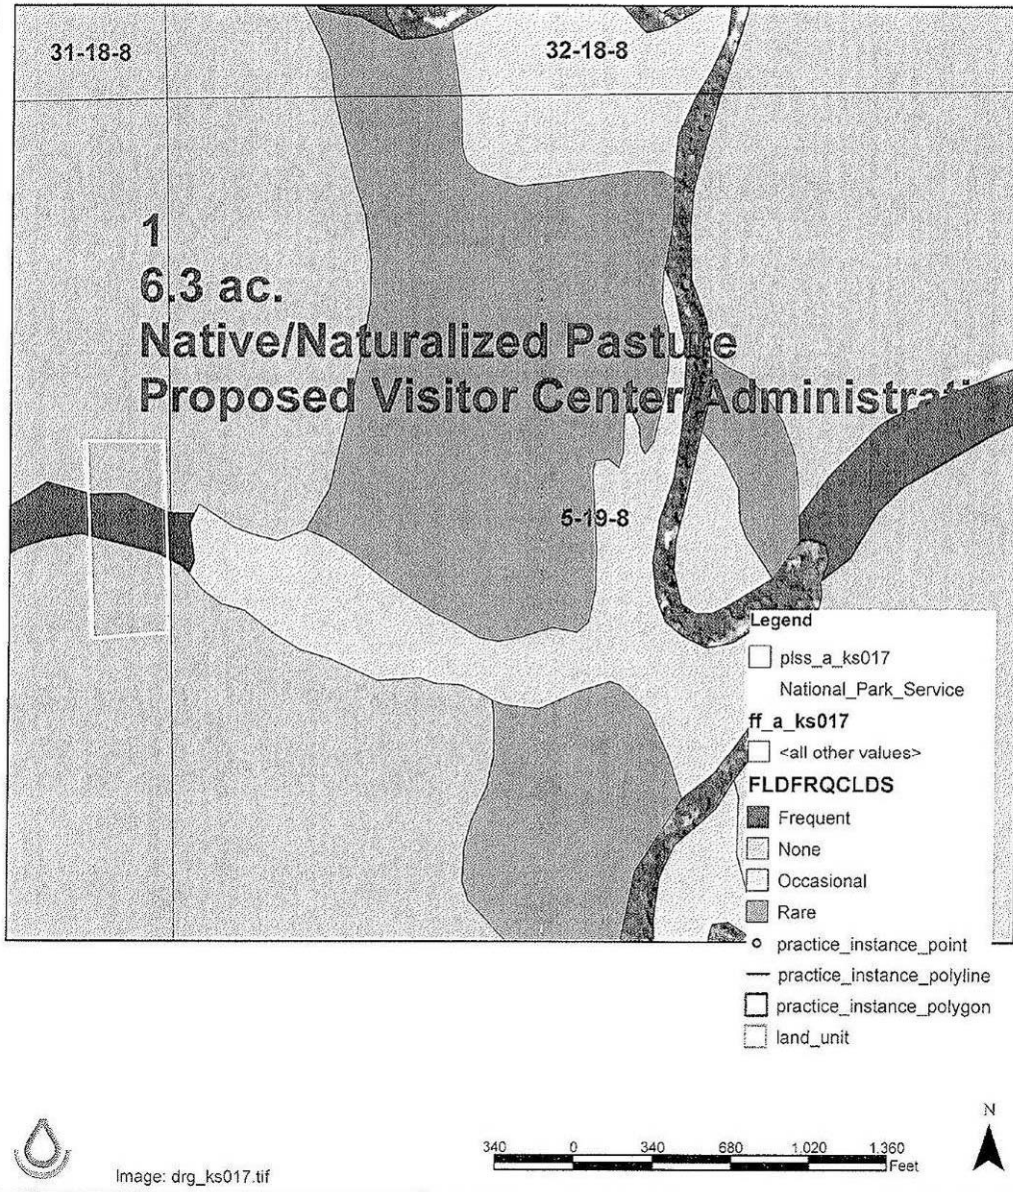 31-18-8
32-18-8
1
6.3 ac.
Native/Naturalized Pasture
Proposed Visitor Center/Administrati
5-19-8
Legend
plss_a_ks017
National_Park_Service
ff_a_ks017
<all other values>
FLDFRQCLDS
Frequent
None
Occasional
Rare
practice_instance_point
practice_instance_polyline
practice_instance_polygon
land_unit
N
340 0 340 680 1,020 1,360
Feet
Image: drg_ks017.tif